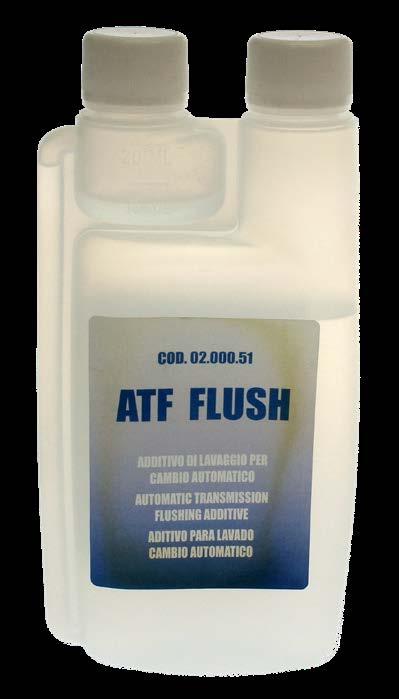 COD. 02.000.51
ATF FLUSH
ADDITIVO DI LAVAGGIO PER
CAMBIO AUTOMATICO
AUTOMATIC TRANSMISSION
FLUSHING ADDITIVE
ADITIVO PARA LAVADO
CAMBIO AUTOMATICO